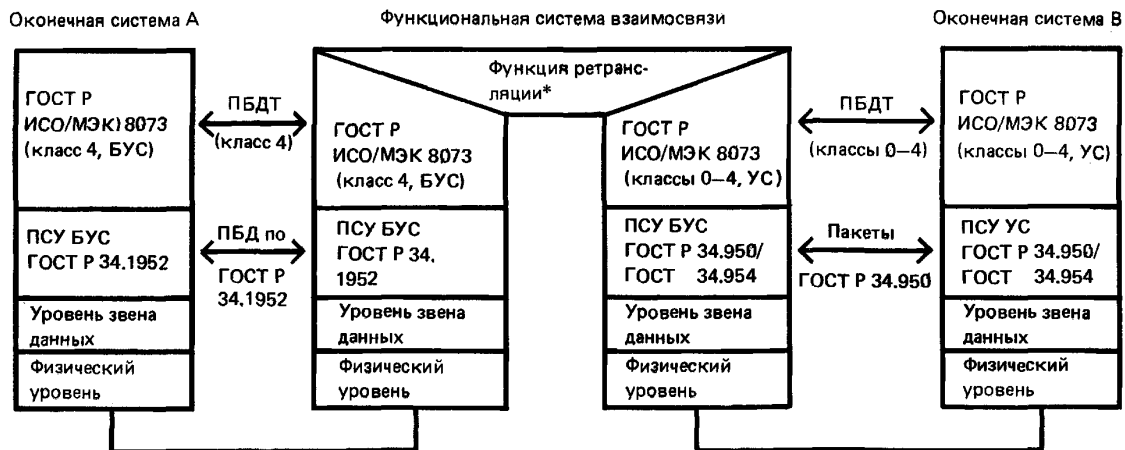 Оконечная система А
Функциональная система взаимосвязи
Оконечная система В
ГОСТ Р
ИСО/МЭК) 8073
(класс 4, БУС)
ПБДТ
(класс 4)
Функция ретранс-
ляции*
ГОСТ Р
ИСО/МЭК 8073
(класс 4, БУС)
ГОСТ Р
ИСО/МЭК 8073
(классы 0—4, УС)
ПБДТ
(классы 0—4)
ГОСТ Р
ИСО/МЭК 8073
(классы 0—4, УС)
ПСУ БУС
ГОСТ Р 34.1952
ПБД по
ГОСТ Р
34.1952
ПСУ БУС
ГОСТ Р 34.
1952
ПСУ БУС
ГОСТ Р 34.950/
ГОСТ 34.954
Пакеты
ГОСТ Р 34.950
ПСУ УС
ГОСТ Р 34.950/
ГОСТ 34.954
Уровень звена
данных
Уровень звена
данных
Уровень звена
данных
Уровень звена
данных
Физический
уровень
Физический
уровень
Физический
уровень
Физический
уровень